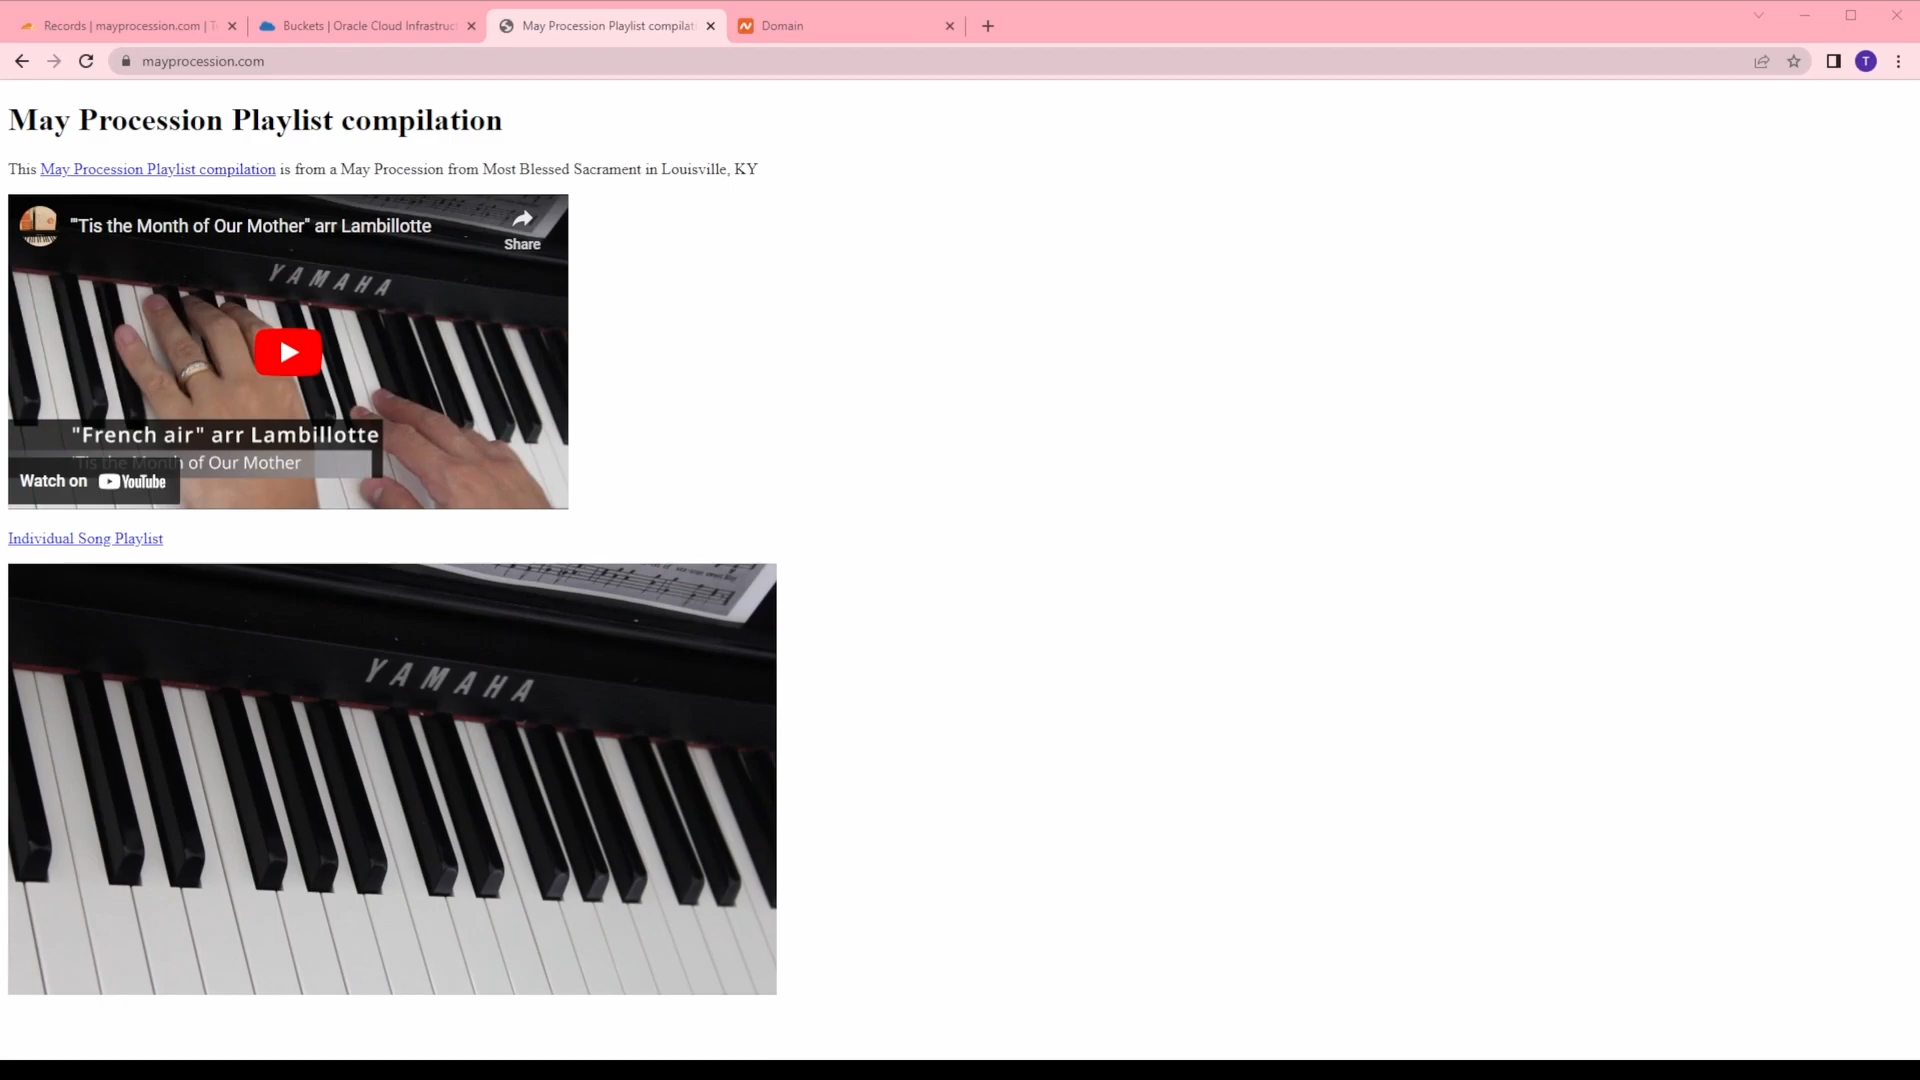 Records | mayprocession.com | T
Buckets | Oracle Cloud Infrastruct
May Procession Playlist compilat
Domain
mayprocession.com
T
May Procession Playlist compilation
This May Procession Playlist compilation is from a May Procession from Most Blessed Sacrament in Louisville, KY
"'Tis the Month of Our Mother" arr Lambillotte
Share
YAMAHA
"French air" arr Lambillotte
'Tis the Month of Our Mother
Watch on YouTube
Individual Song Playlist
YAMAHA